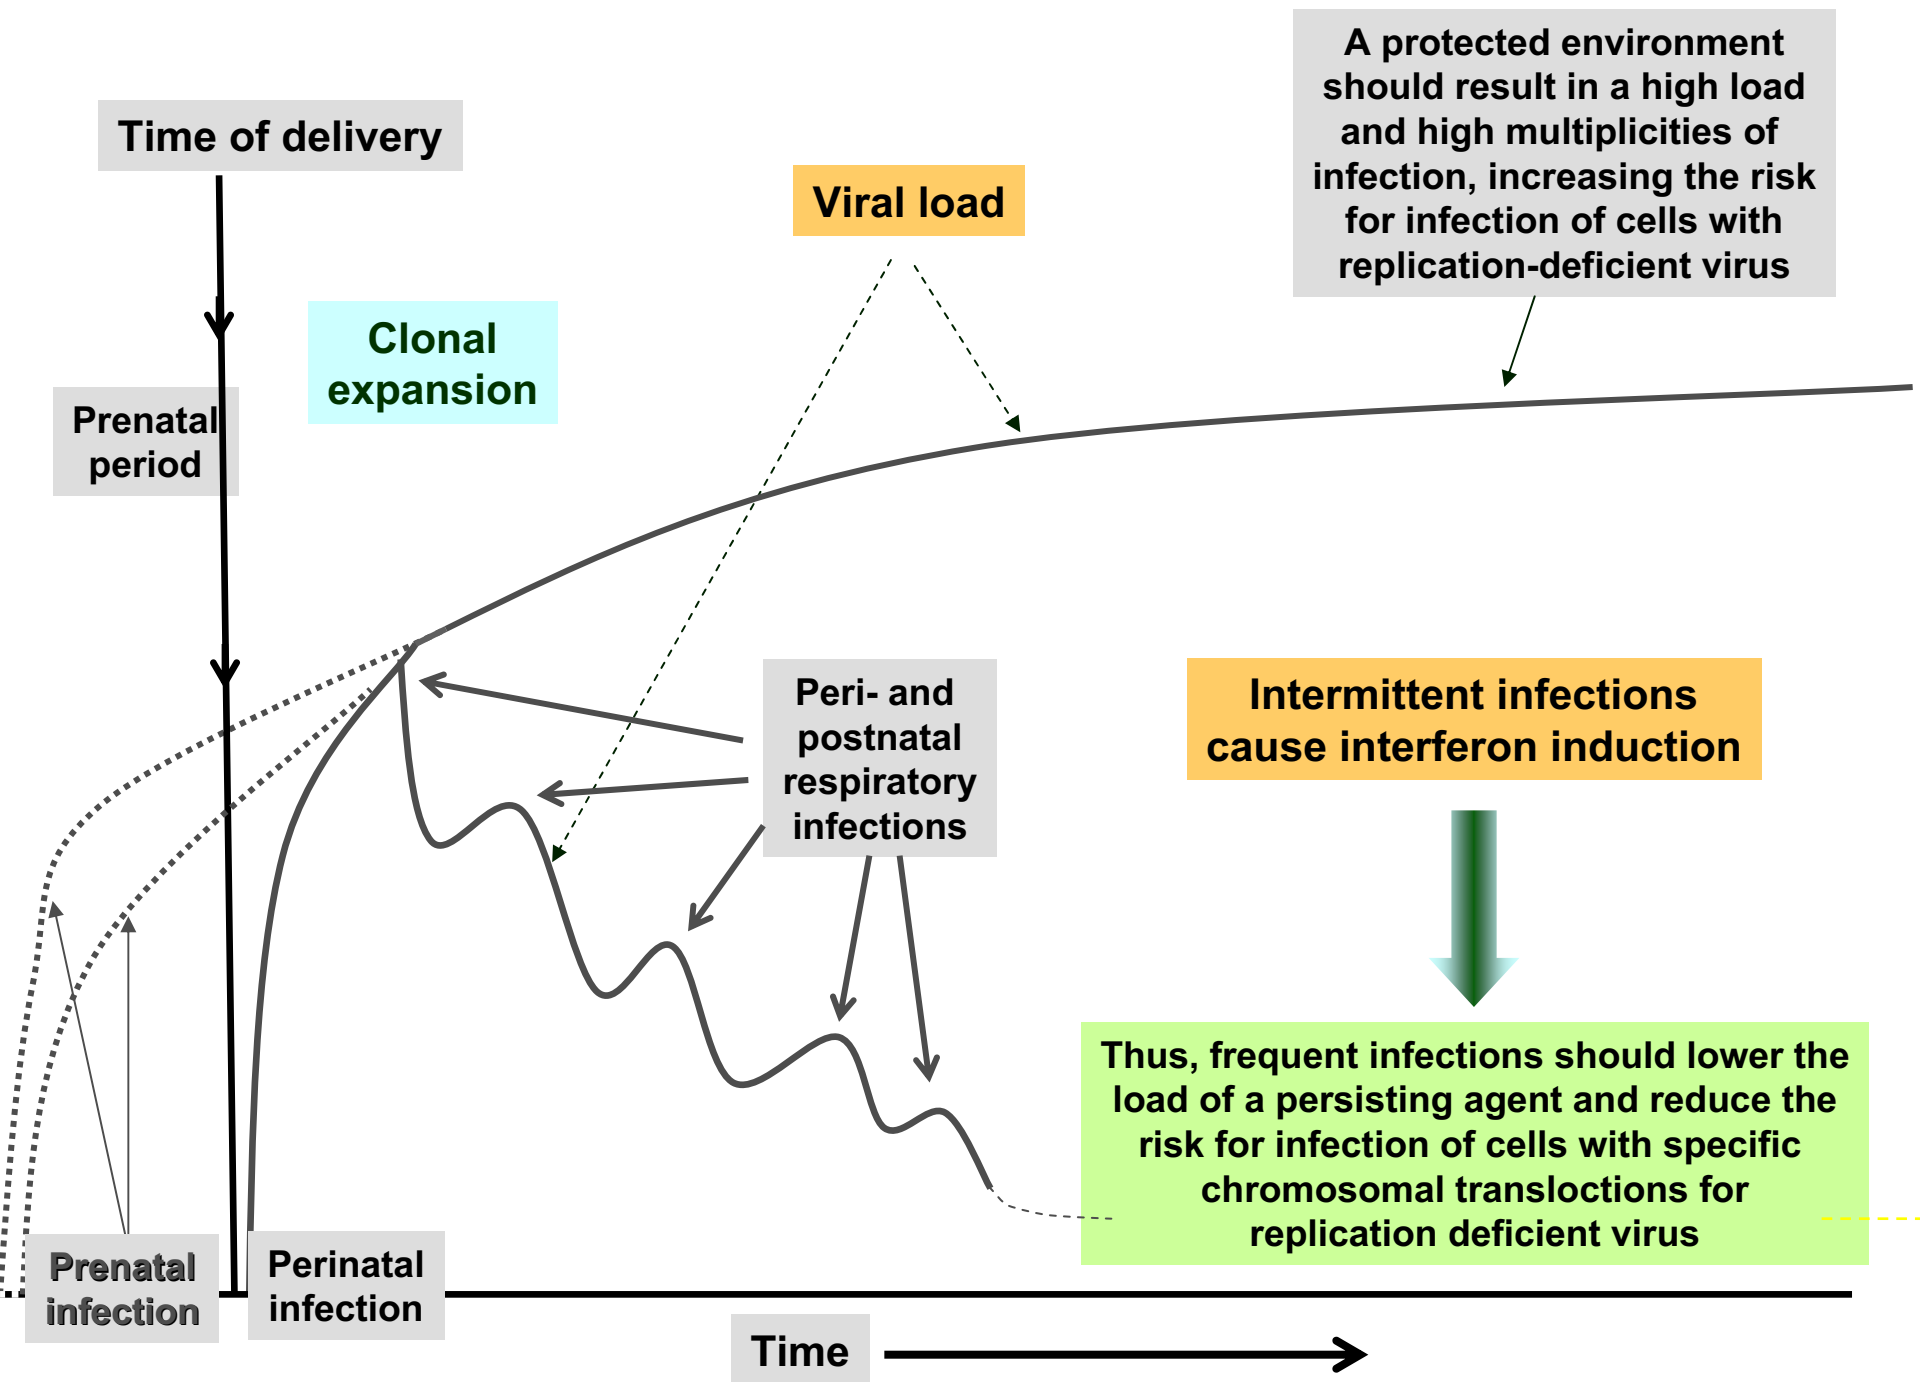 A protected environment
should result in a high load
and high multiplicities of
infection, increasing the risk
for infection of cells with
replication-deficient virus
Time of delivery
Viral load
Clonal
expansion
Prenatal
period
Peri- and
postnatal
respiratory
infections
Intermittent infections
cause interferon induction
Thus, frequent infections should lower the
load of a persisting agent and reduce the
risk for infection of cells with specific
chromosomal transloctions for
replication deficient virus
Prenatal
infection
Perinatal
infection
Time